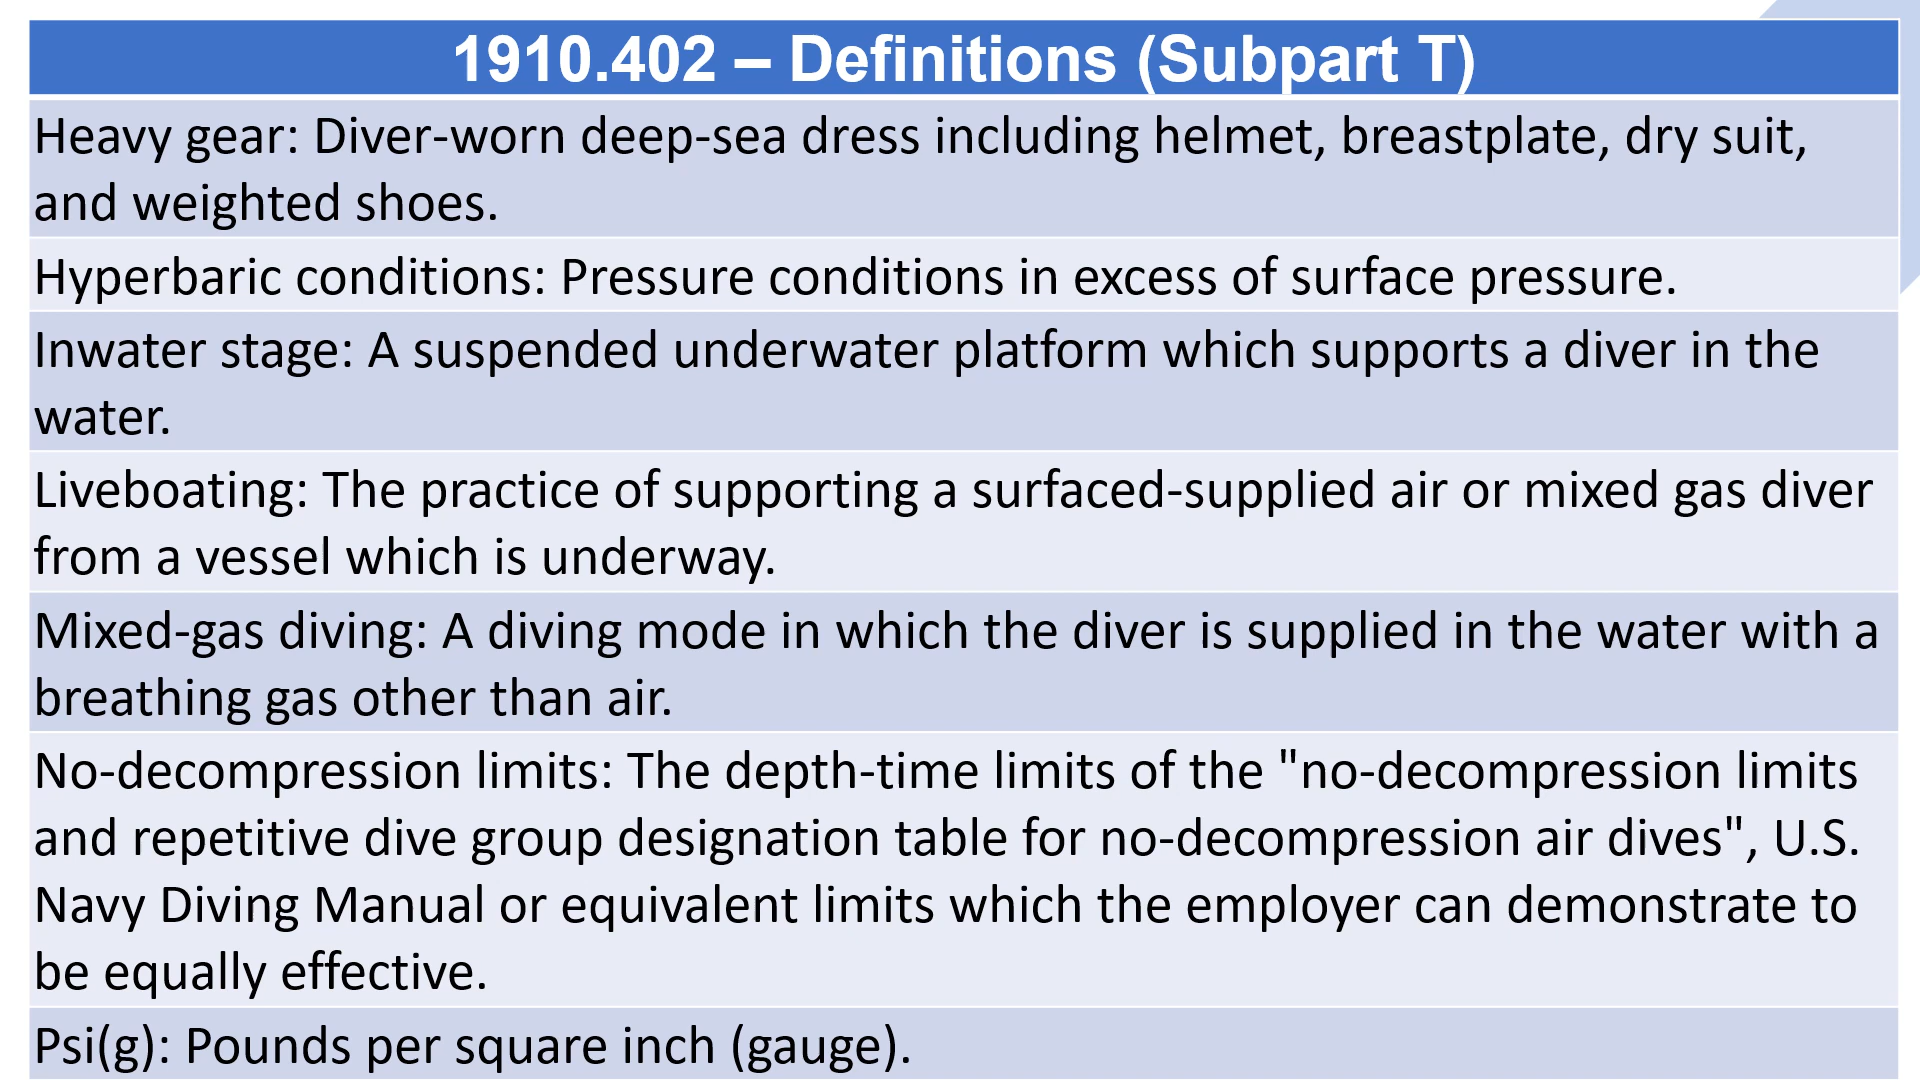 1910.402 – Definitions (Subpart T)
Heavy gear: Diver-worn deep-sea dress including helmet, breastplate, dry suit,
and weighted shoes.
Hyperbaric conditions: Pressure conditions in excess of surface pressure.
Inwater stage: A suspended underwater platform which supports a diver in the
water.
Liveboating: The practice of supporting a surfaced-supplied air or mixed gas diver
from a vessel which is underway.
Mixed-gas diving: A diving mode in which the diver is supplied in the water with a
breathing gas other than air.
No-decompression limits: The depth-time limits of the "no-decompression limits
and repetitive dive group designation table for no-decompression air dives", U.S.
Navy Diving Manual or equivalent limits which the employer can demonstrate to
be equally effective.
Psi(g): Pounds per square inch (gauge).